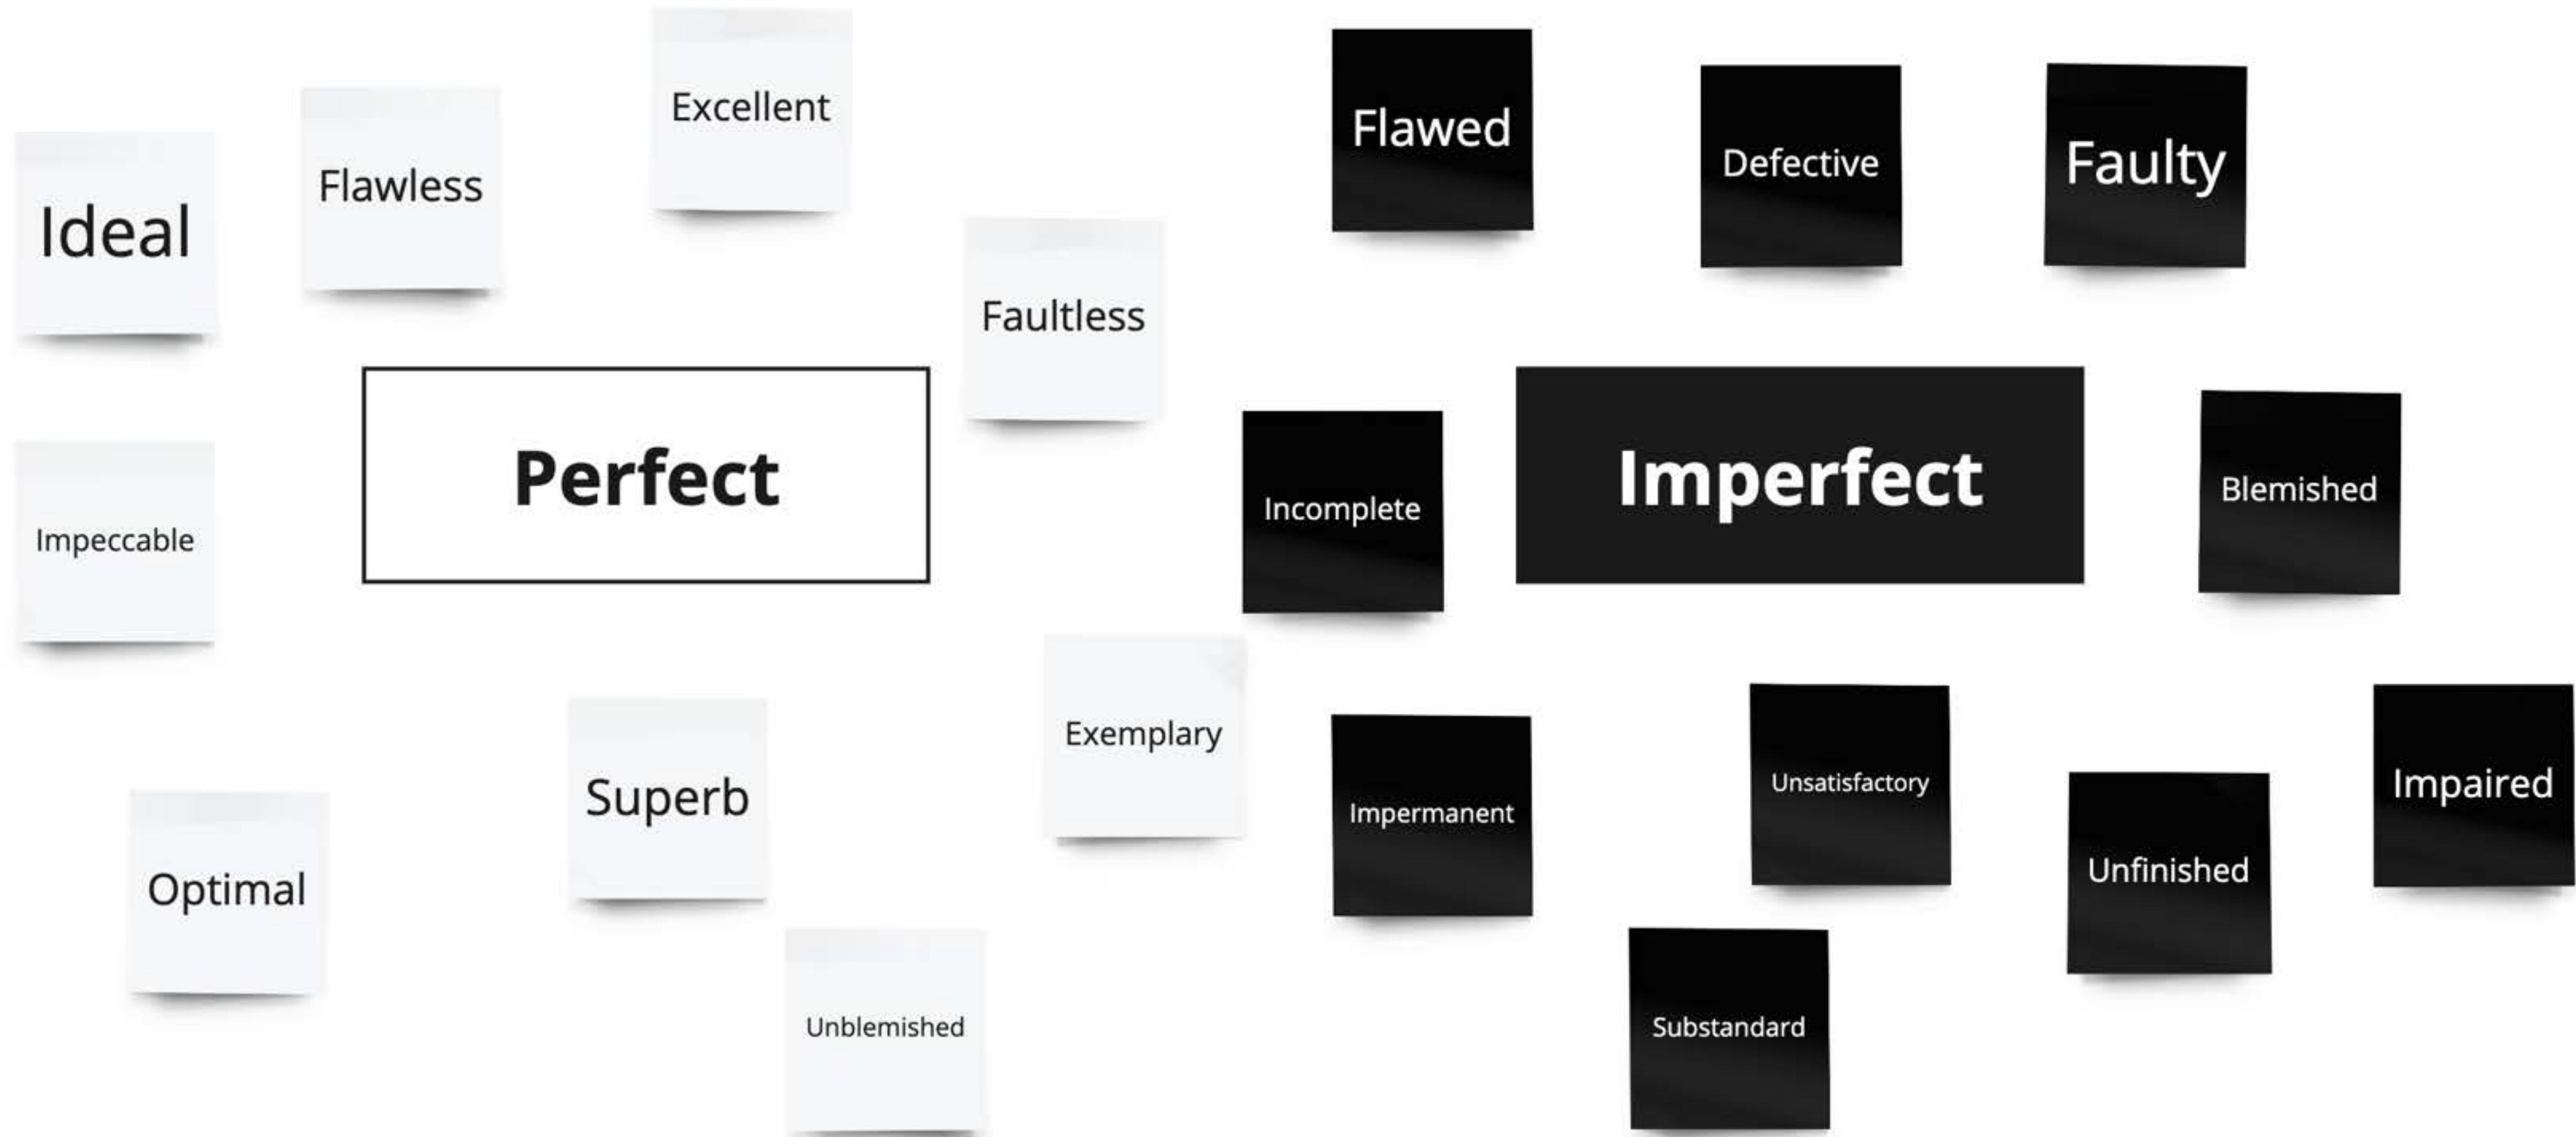 Excellent
Flawless
Ideal
Faultless
Perfect
Impeccable
Exemplary
Superb
Optimal
Unblemished
Flawed
Defective
Faulty
Imperfect
Blemished
Incomplete
Unsatisfactory
Impaired
Impermanent
Unfinished
Substandard